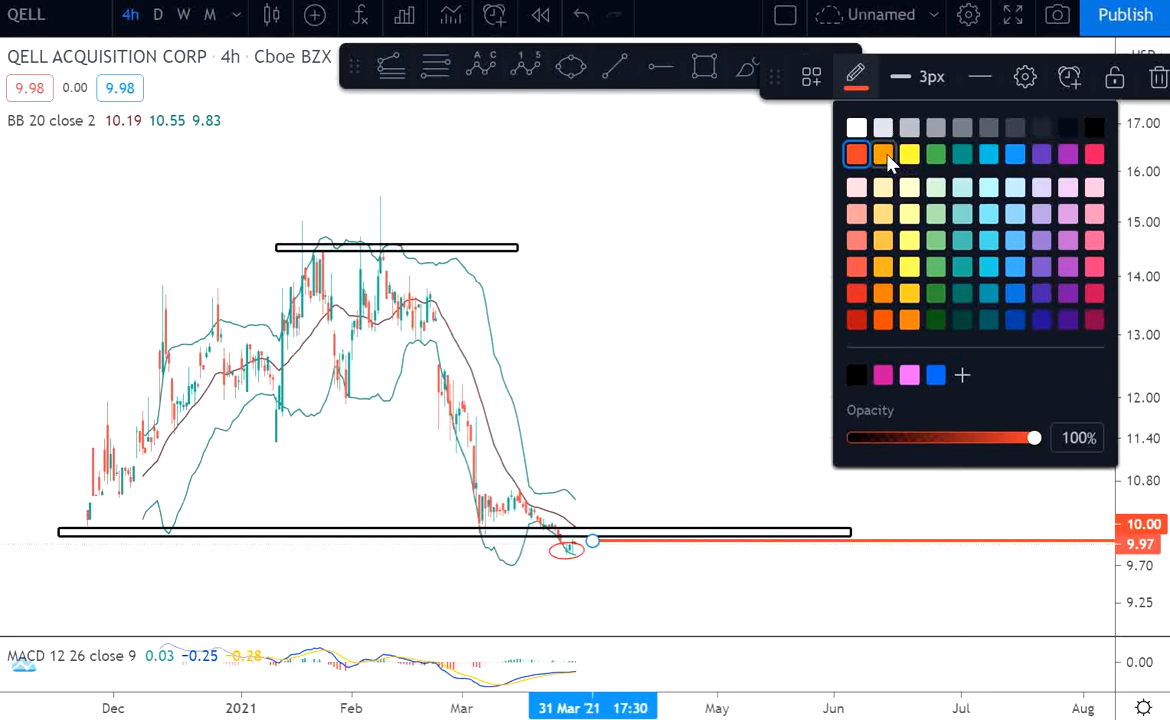 QELL 4h D W M Unnamed Publish
QELL ACQUISITION CORP · 4h · Cboe BZX
A C 1 5 3px
9.98 0.00 9.98
BB 20 close 2 10.19 10.55 9.83
17.00
16.00
15.00
14.00
13.00
12.00
11.40
10.80
10.00
9.97
9.70
9.25
Opacity
100%
MACD 12 26 close 9 0.03 −0.25 −0.28
0.00
Dec 2021 Feb Mar 31 Mar '21 17:30 May Jun Jul Aug